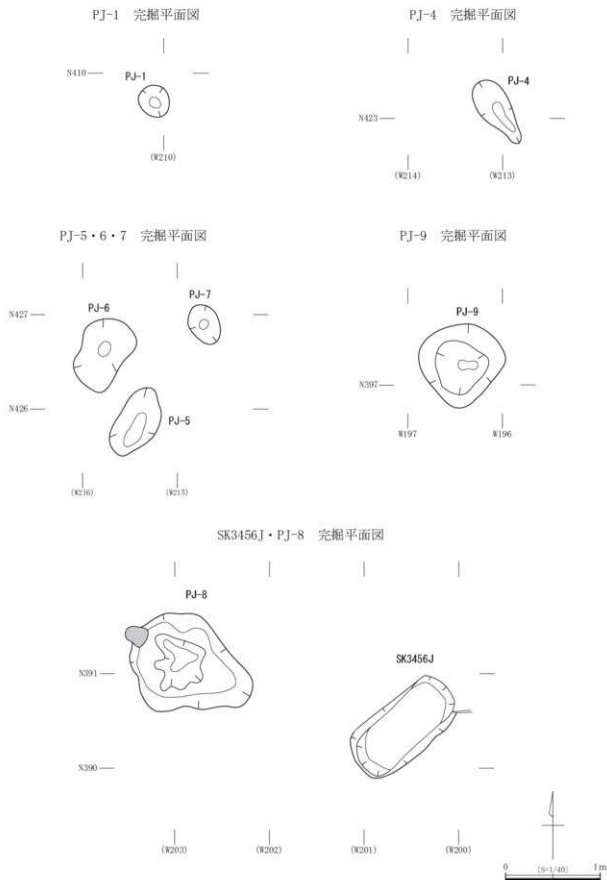 PJ-1 完掘平面図
N410
PJ-1
(W210)
PJ-4 完掘平面図
PJ-4
N423
(W214)
(W213)
PJ-5・6・7 完掘平面図
N427
PJ-6
PJ-7
N426
PJ-5
(W216)
(W215)
PJ-9 完掘平面図
PJ-9
N397
W197
W196
SK3456J・PJ-8 完掘平面図
PJ-8
SK3456J
N391
N390
(W203)
(W202)
(W201)
(W200)
0
(S=1/40)
1m